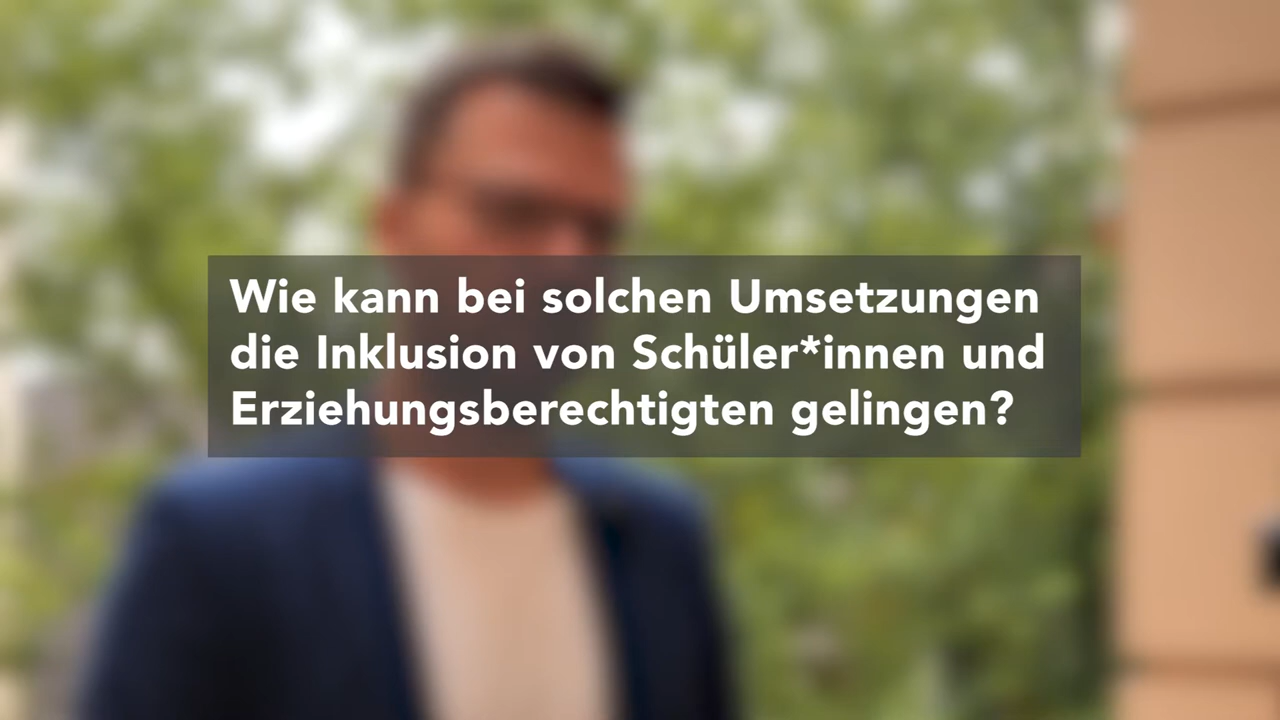 Wie kann bei solchen Umsetzungen
die Inklusion von Schüler*innen und
Erziehungsberechtigten gelingen?